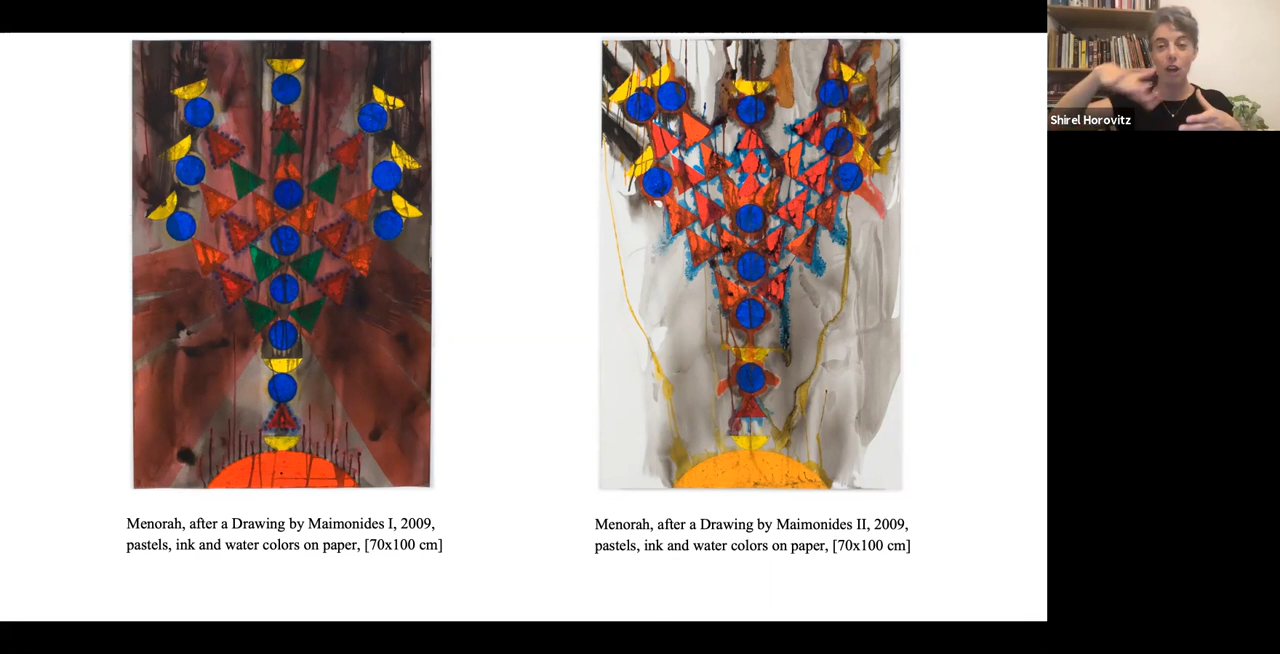 Shirel Horovitz
Menorah, after a Drawing by Maimonides I, 2009,
pastels, ink and water colors on paper, [70x100 cm]
Menorah, after a Drawing by Maimonides II, 2009,
pastels, ink and water colors on paper, [70x100 cm]